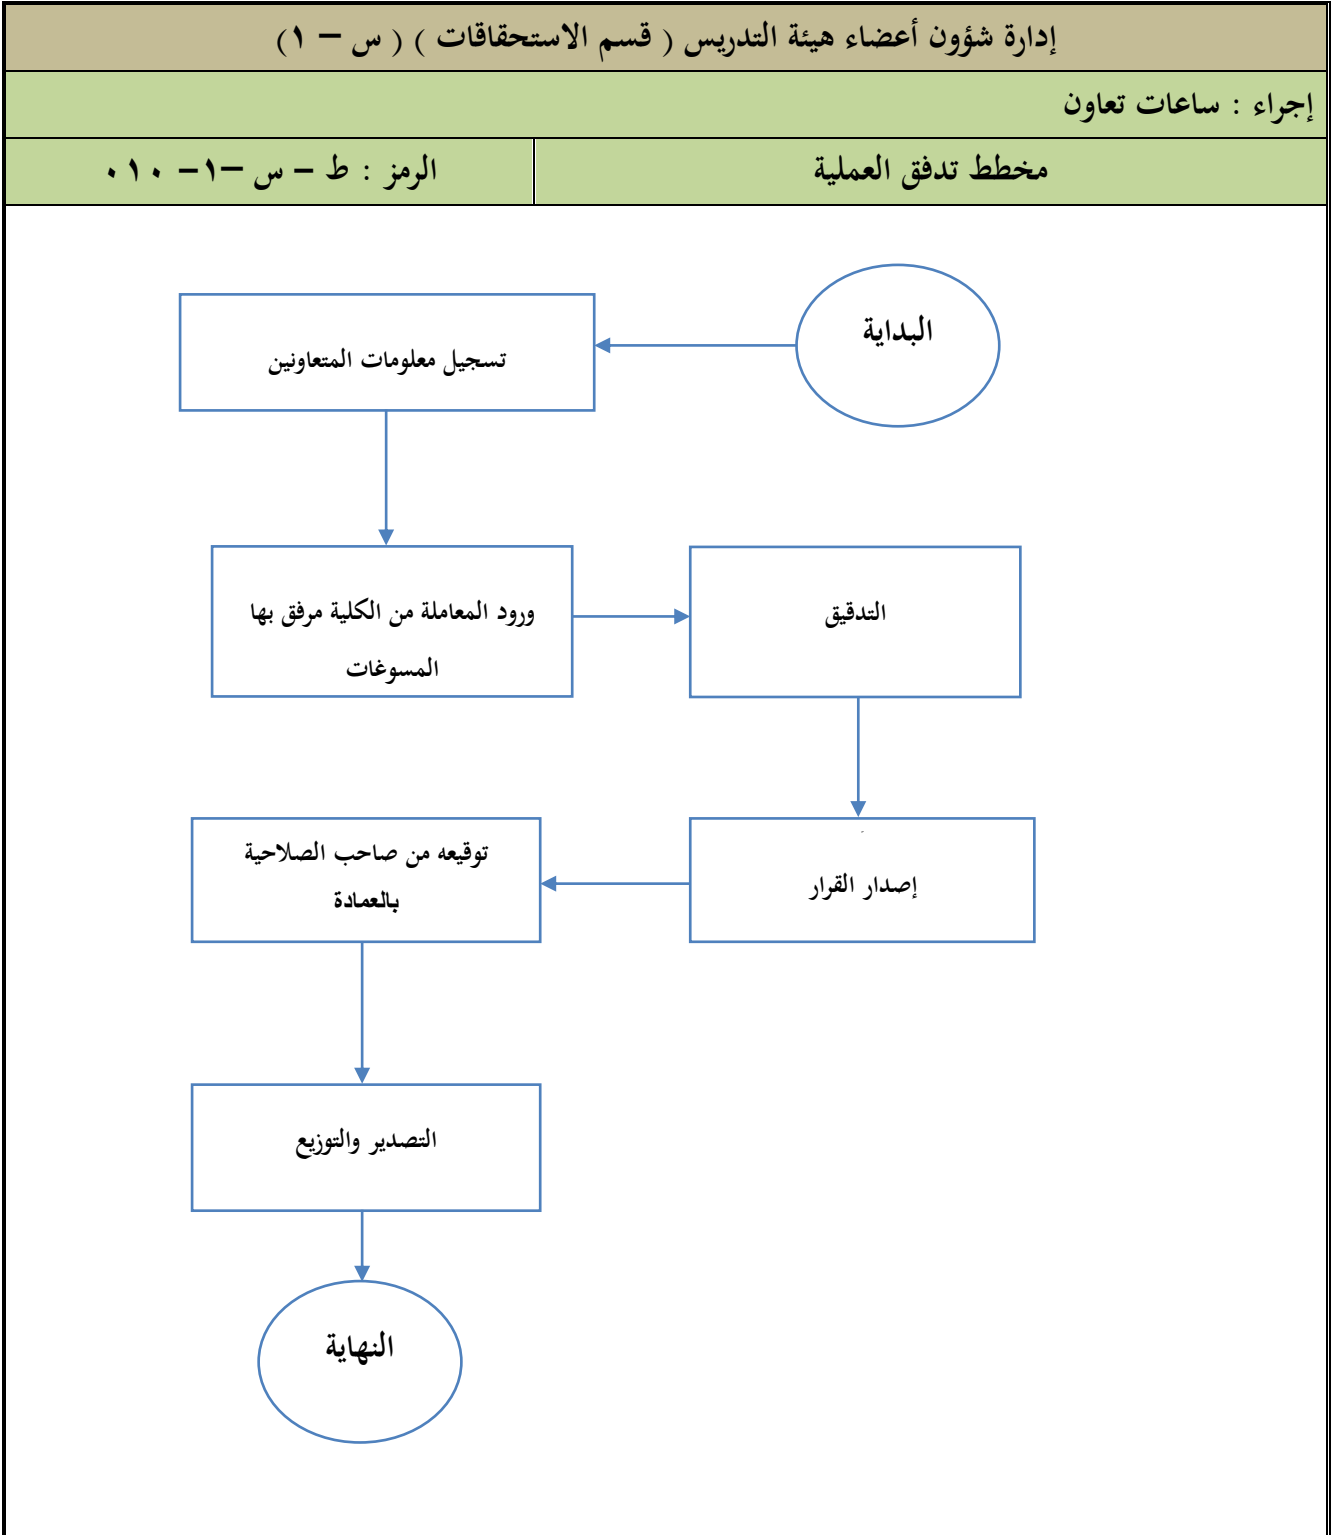 إدارة شؤون أعضاء هيئة التدريس ( قسم الاستحقاقات ) ( س – ١)
إجراء : ساعات تعاون
مخطط تدفق العملية
الرمز : ط – س –١– ٠١٠
البداية
تسجيل معلومات المتعاونين
ورود المعاملة من الكلية مرفق بها
المسوغات
التدقيق
إصدار القرار
توقيعه من صاحب الصلاحية
بالعمادة
التصدير والتوزيع
النهاية